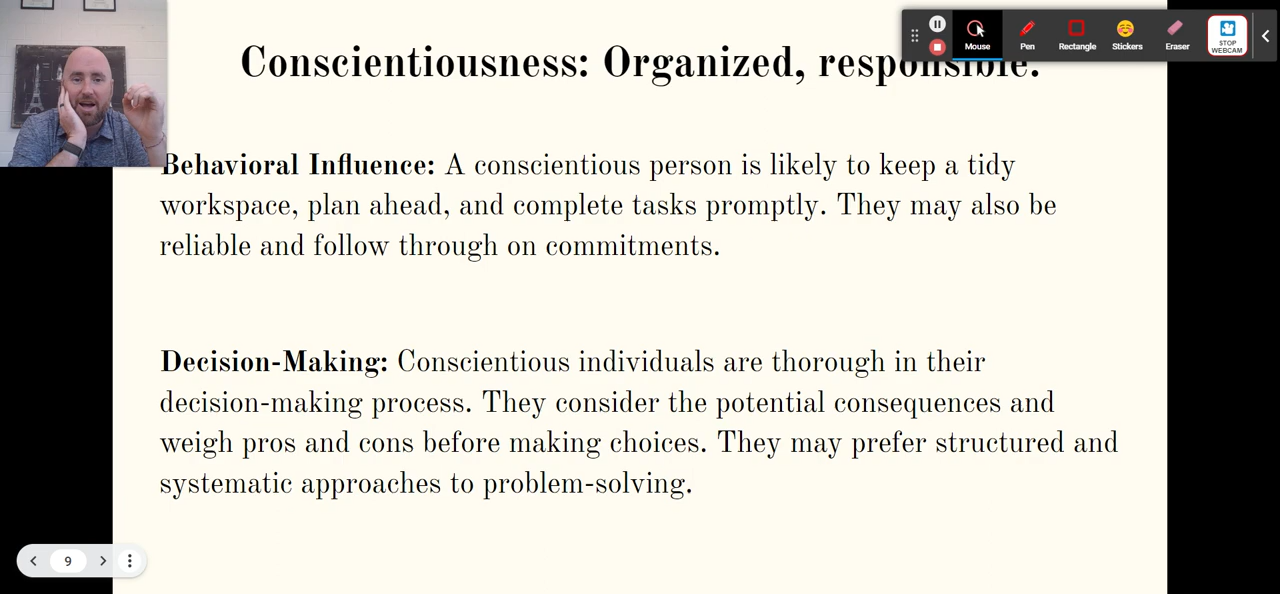 Conscientiousness: Organized, responsible.
Mouse
Pen
Rectangle
Stickers
Eraser
STOP
WEBCAM
Behavioral Influence: A conscientious person is likely to keep a tidy
workspace, plan ahead, and complete tasks promptly. They may also be
reliable and follow through on commitments.
Decision-Making: Conscientious individuals are thorough in their
decision-making process. They consider the potential consequences and
weigh pros and cons before making choices. They may prefer structured and
systematic approaches to problem-solving.
9